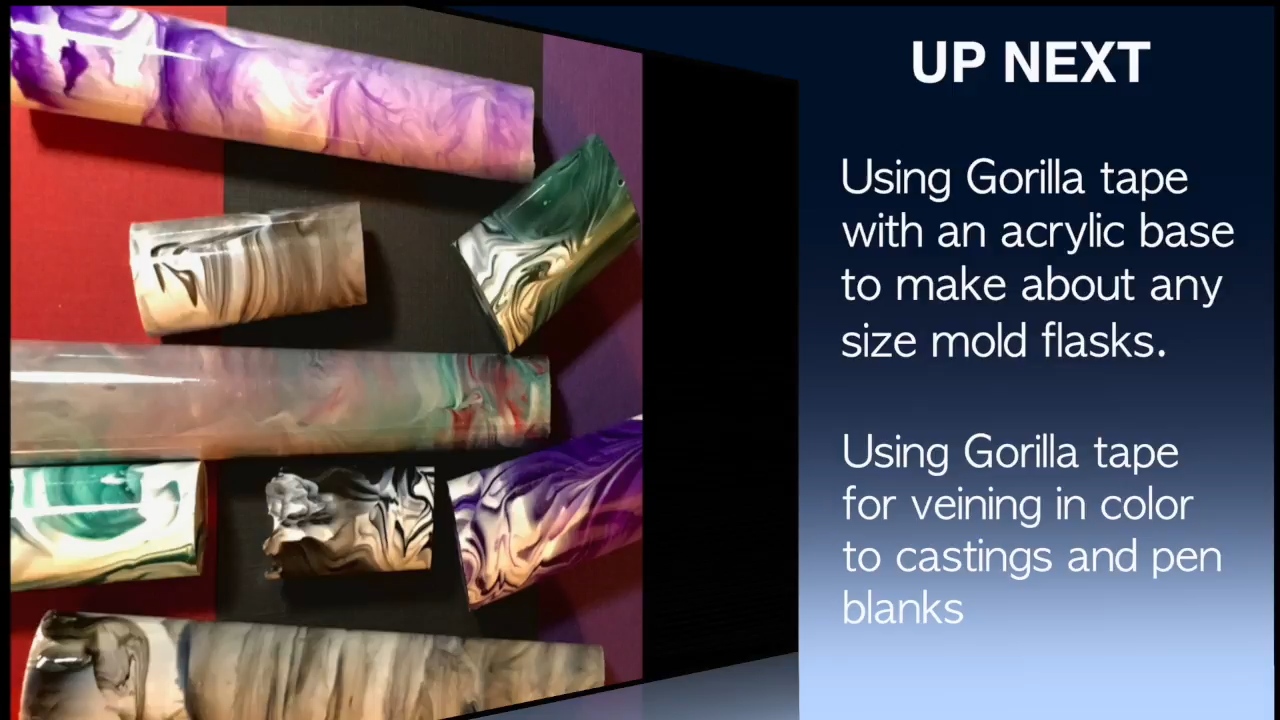 UP NEXT
Using Gorilla tape
with an acrylic base
to make about any
size mold flasks.
Using Gorilla tape
for veining in color
to castings and pen
blanks